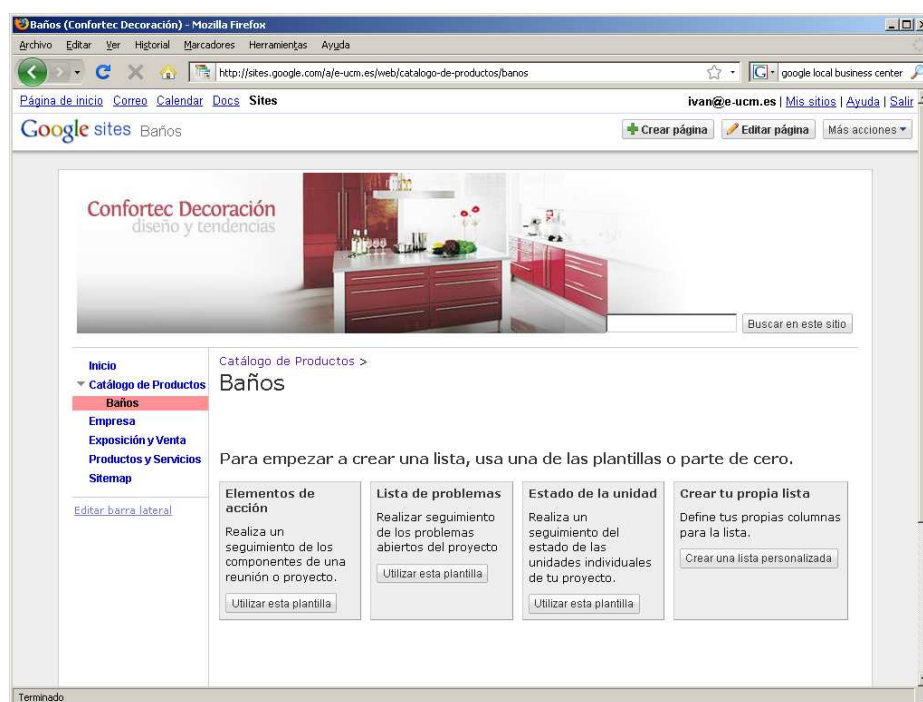 Baños (Confortec Decoración) - Mozilla Firefox
Archivo Editar Ver Historial Marcadores Herramientas Ayuda
http://sites.google.com/a/e-ucm.es/web/catalogo-de-productos/banos google local business center
Página de inicio Correo Calendar Docs Sites ivan@e-ucm.es | Mis sitios | Ayuda | Salir
Google sites Baños Crear página Editar página Más acciones
Confortec Decoración
diseño y tendencias
Buscar en este sitio
Inicio
Catálogo de Productos
Baños
Empresa
Exposición y Venta
Productos y Servicios
Sitemap
Editar barra lateral
Catálogo de Productos >
Baños
Para empezar a crear una lista, usa una de las plantillas o parte de cero.
Elementos de
acción
Realiza un
seguimiento de los
componentes de una
reunión o proyecto.
Utilizar esta plantilla
Lista de problemas
Realizar seguimiento
de los problemas
abiertos del proyecto
Utilizar esta plantilla
Estado de la unidad
Realiza un
seguimiento del
estado de las
unidades individuales
de tu proyecto.
Utilizar esta plantilla
Crear tu propia lista
Define tus propias columnas
para la lista.
Crear una lista personalizada
Terminado